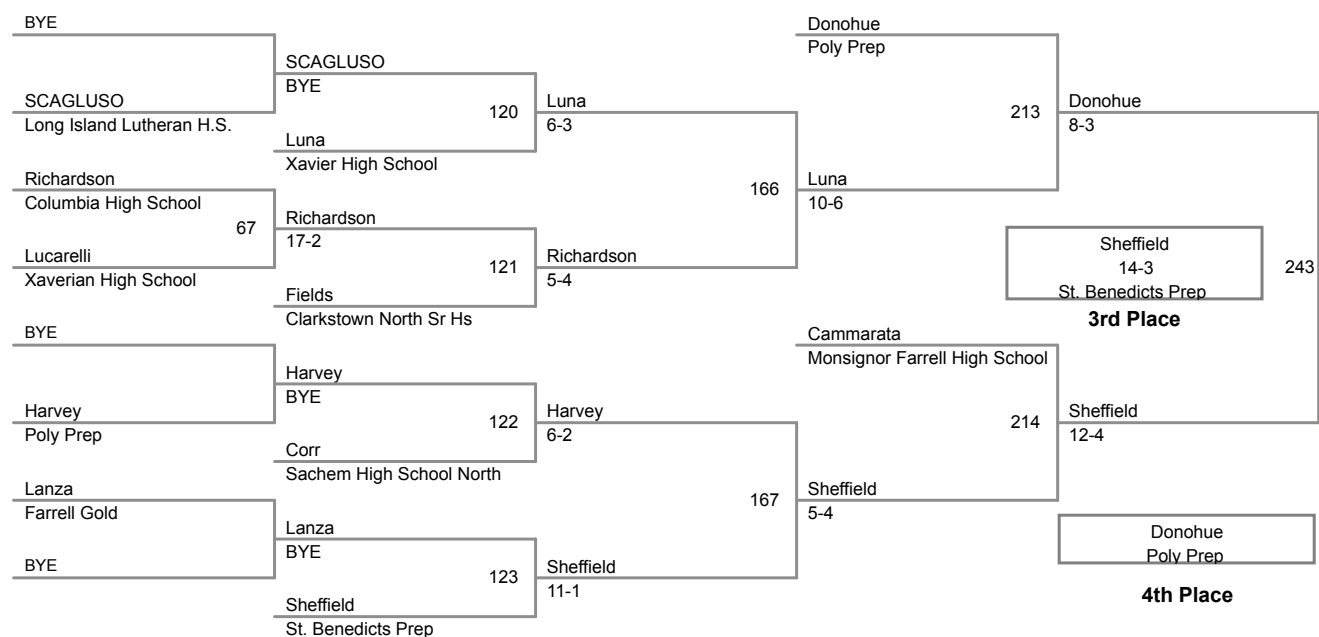 BYE
SCAGLUSO
Long Island Lutheran H.S.
Richardson
Columbia High School
67
Lucarelli
Xaverian High School
BYE
Harvey
Poly Prep
Lanza
Farrell Gold
BYE
SCAGLUSO
BYE
120
Luna
Xavier High School
Richardson
17-2
121
Fields
Clarkstown North Sr Hs
Harvey
BYE
122
Corr
Sachem High School North
Lanza
BYE
123
Sheffield
St. Benedicts Prep
Luna
6-3
166
Richardson
5-4
Harvey
6-2
167
Sheffield
11-1
Donohue
Poly Prep
213
Luna
10-6
Cammarata
Monsignor Farrell High School
214
Sheffield
5-4
Donohue
8-3
Sheffield
14-3
St. Benedicts Prep
3rd Place
243
Sheffield
12-4
Donohue
Poly Prep
4th Place